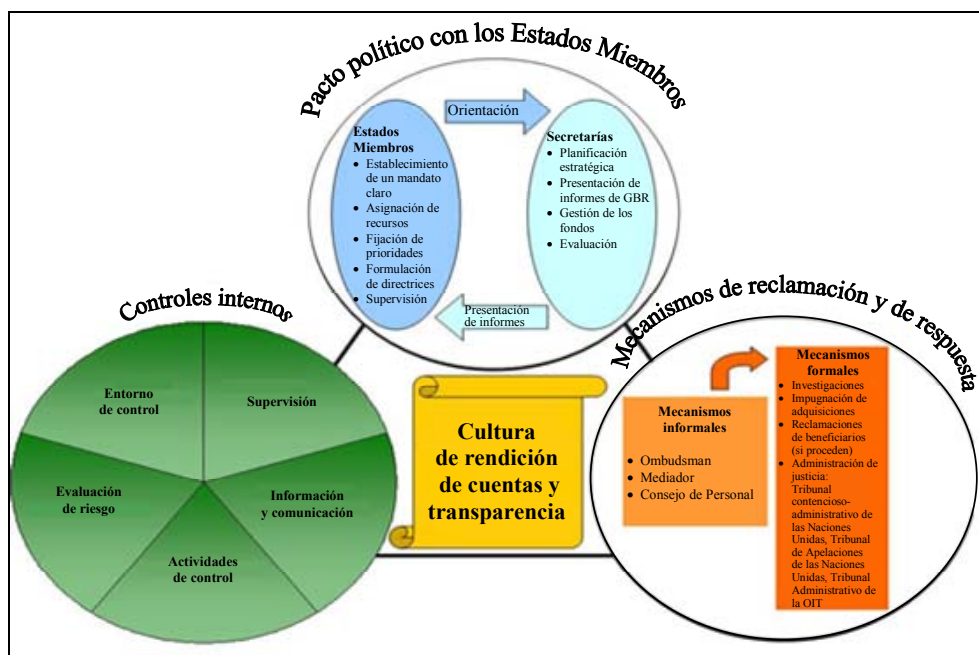 Pacto político con los Estados Miembros
Orientación
Estados
Miembros
• Establecimiento
de un mandato
claro
• Asignación de
recursos
• Fijación de
prioridades
• Formulación
de directrices
• Supervisión
Secretarías
• Planificación
estratégica
• Presentación de
informes de GBR
• Gestión de los
fondos
• Evaluación
Presentación
de informes
Controles internos
Entorno
de control
Supervisión
Evaluación
de riesgo
Información
y comunicación
Actividades
de control
Cultura
de rendición
de cuentas y
transparencia
Mecanismos de reclamación y de respuesta
Mecanismos
informales
• Ombudsman
• Mediador
• Consejo de Personal
Mecanismos
formales
• Investigaciones
• Impugnación de
adquisiciones
• Reclamaciones
de beneficiarios
(si proceden)
• Administración de
justicia:
Tribunal
contencioso-
administrativo de
las Naciones
Unidas, Tribunal
de Apelaciones
de las Naciones
Unidas, Tribunal
Administrativo de
la OIT